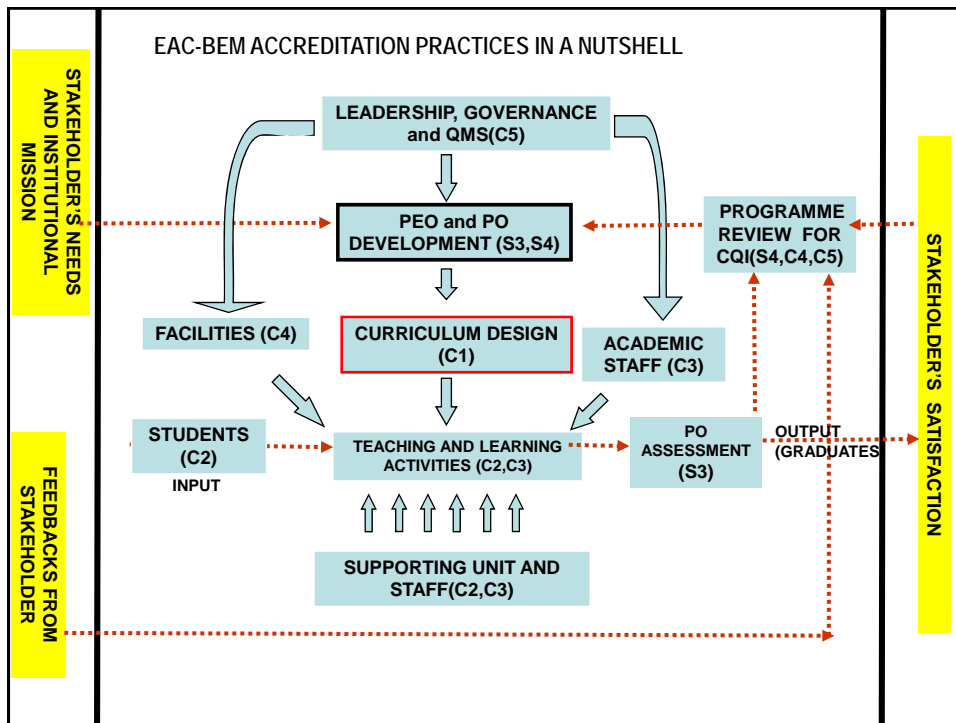 EAC-BEM ACCREDITATION PRACTICES IN A NUTSHELL
STAKEHOLDER'S NEEDS
AND INSTITUTIONAL
MISSION
LEADERSHIP, GOVERNANCE
and QMS(C5)
PEO and PO
DEVELOPMENT (S3,S4)
PROGRAMME
REVIEW FOR
CQI(S4,C4,C5)
FACILITIES (C4)
CURRICULUM DESIGN
(C1)
ACADEMIC
STAFF (C3)
STUDENTS
(C2)
INPUT
TEACHING AND LEARNING
ACTIVITIES (C2,C3)
PO
ASSESSMENT
(S3)
OUTPUT
(GRADUATES
SUPPORTING UNIT AND
STAFF(C2,C3)
FEEDBACKS FROM
STAKEHOLDER
STAKEHOLDER'S SATISFACTION